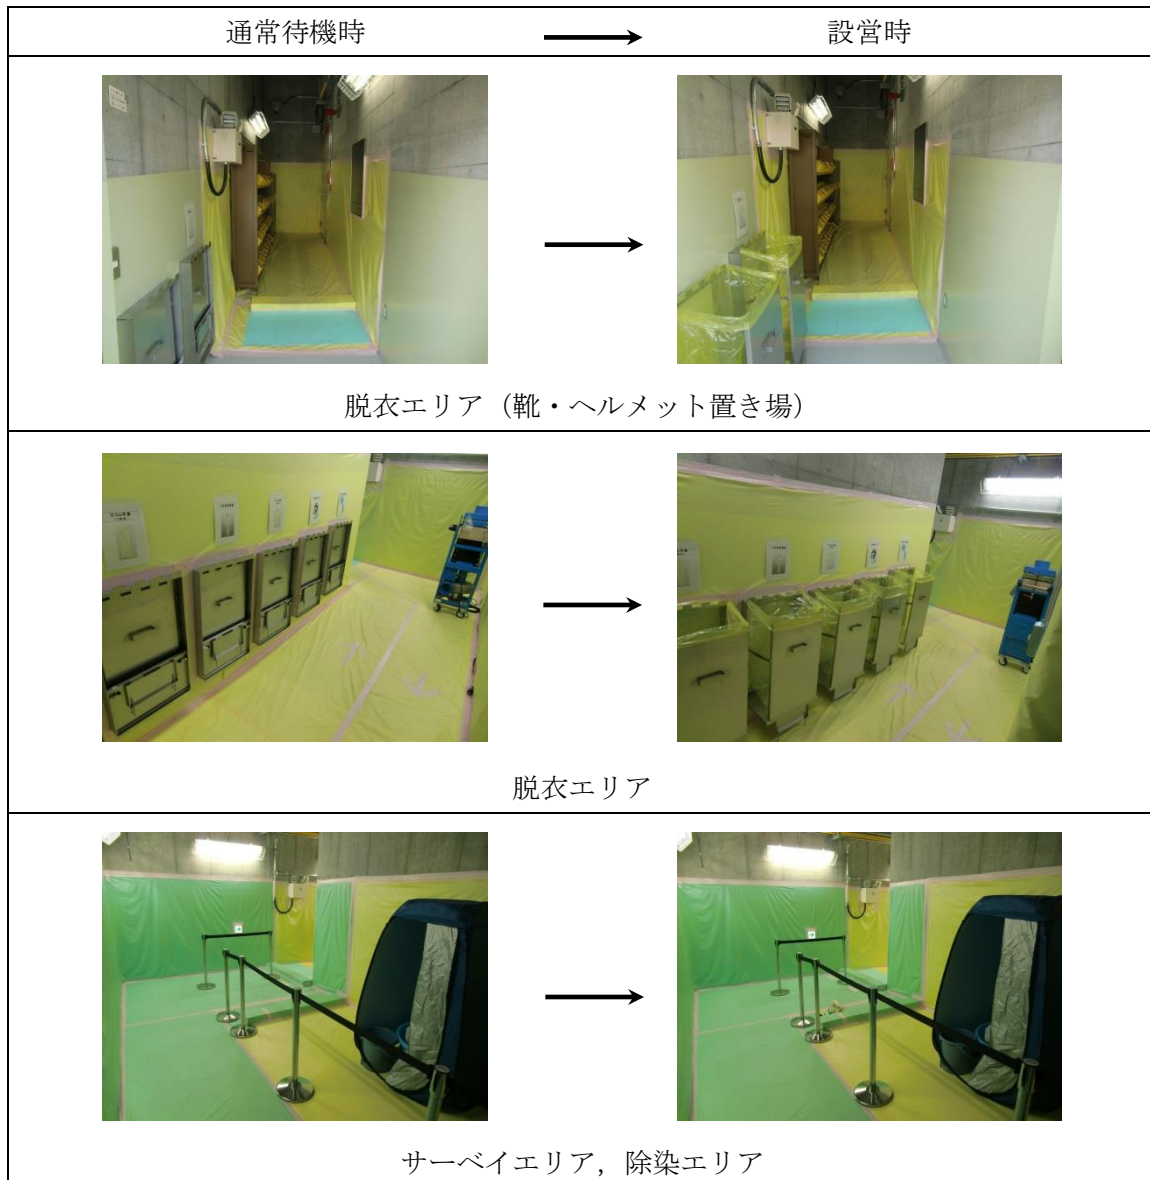 通常待機時
設営時
脱衣エリア（靴・ヘルメット置き場）
脱衣エリア
サーベイエリア，除染エリア